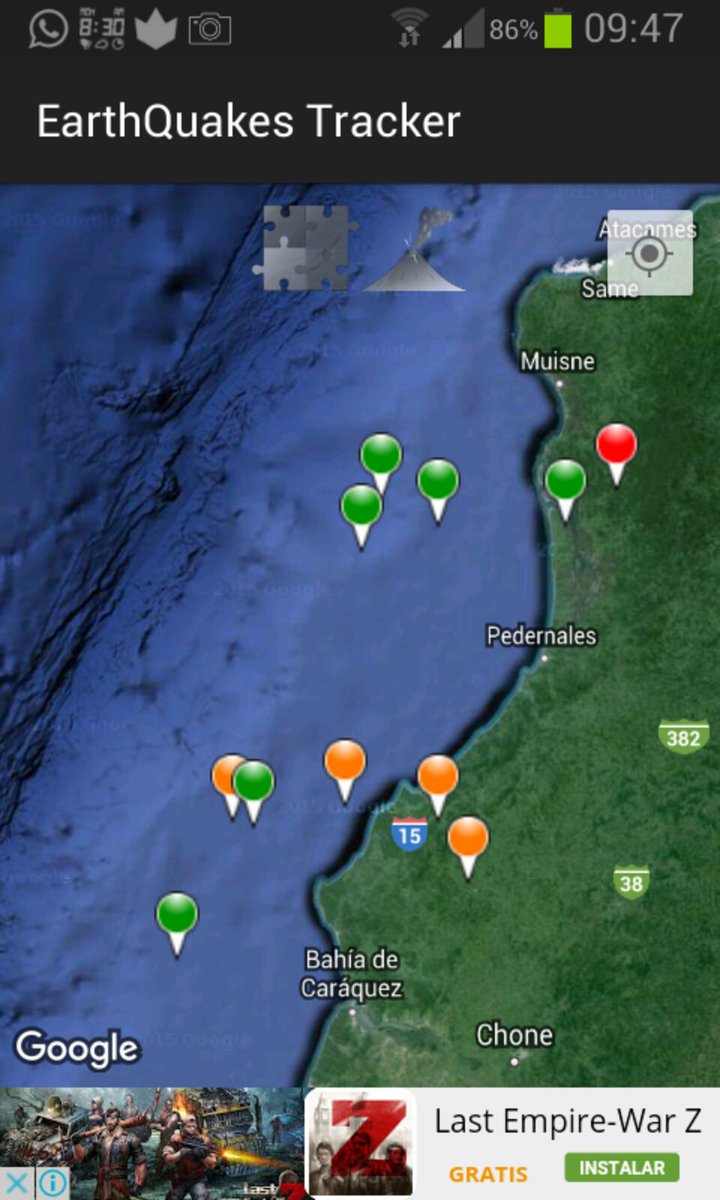 8:30
86%
09:47
EarthQuakes Tracker
Atacames
Same
Muisne
Pedernales
382
15
38
Bahía de
Caráquez
Chone
Google
Last Empire-War Z
GRATIS
INSTALAR